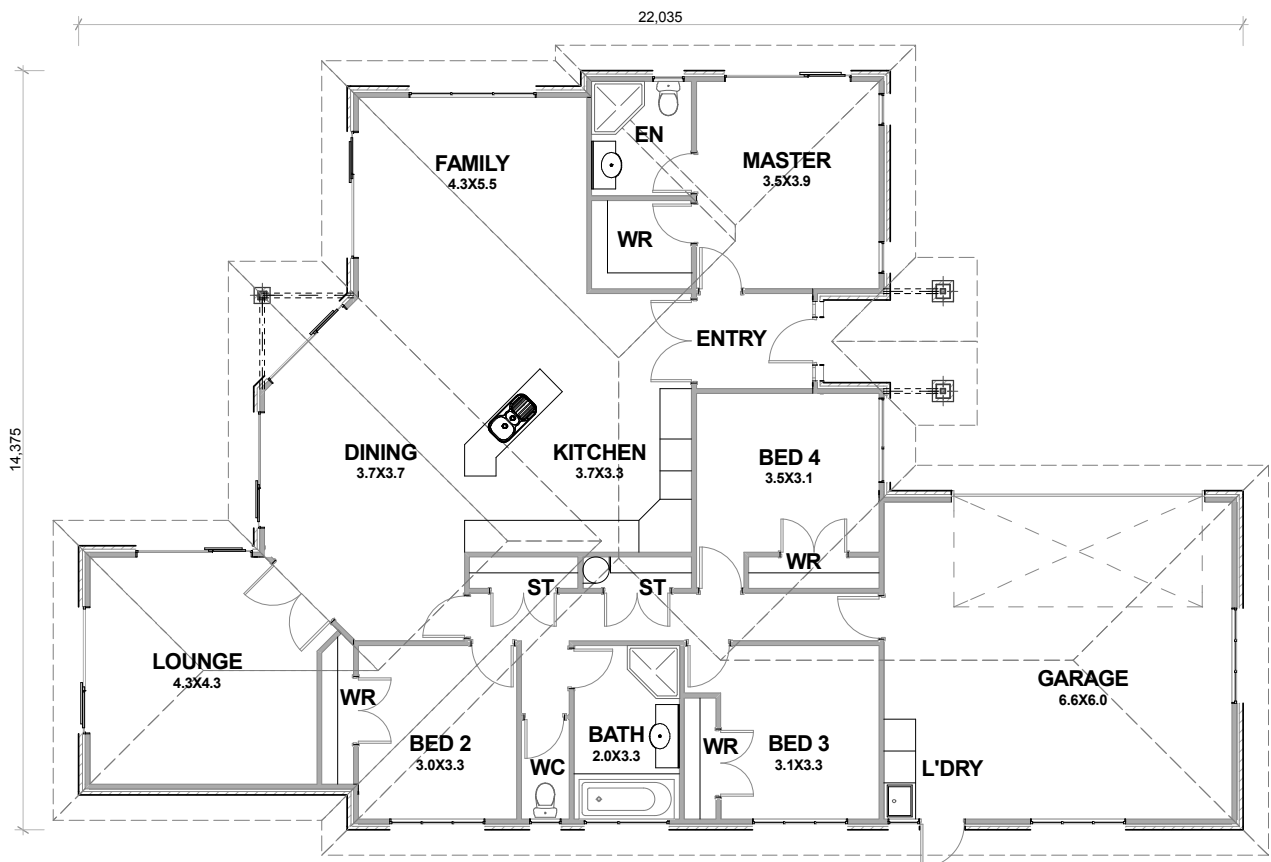 22,035
14,375
FAMILY
4.3X5.5
EN
MASTER
3.5X3.9
WR
ENTRY
DINING
3.7X3.7
KITCHEN
3.7X3.3
BED 4
3.5X3.1
WR
ST
ST
LOUNGE
4.3X4.3
WR
BED 2
3.0X3.3
WC
BATH
2.0X3.3
WR
BED 3
3.1X3.3
L'DRY
GARAGE
6.6X6.0